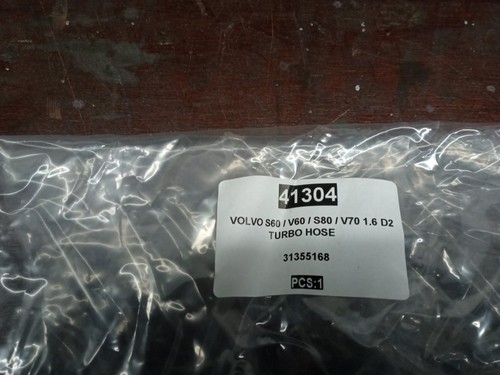 41304
VOLVO S60 / V60 / S80 / V70 1.6 D2
TURBO HOSE
31355168
PCS:1